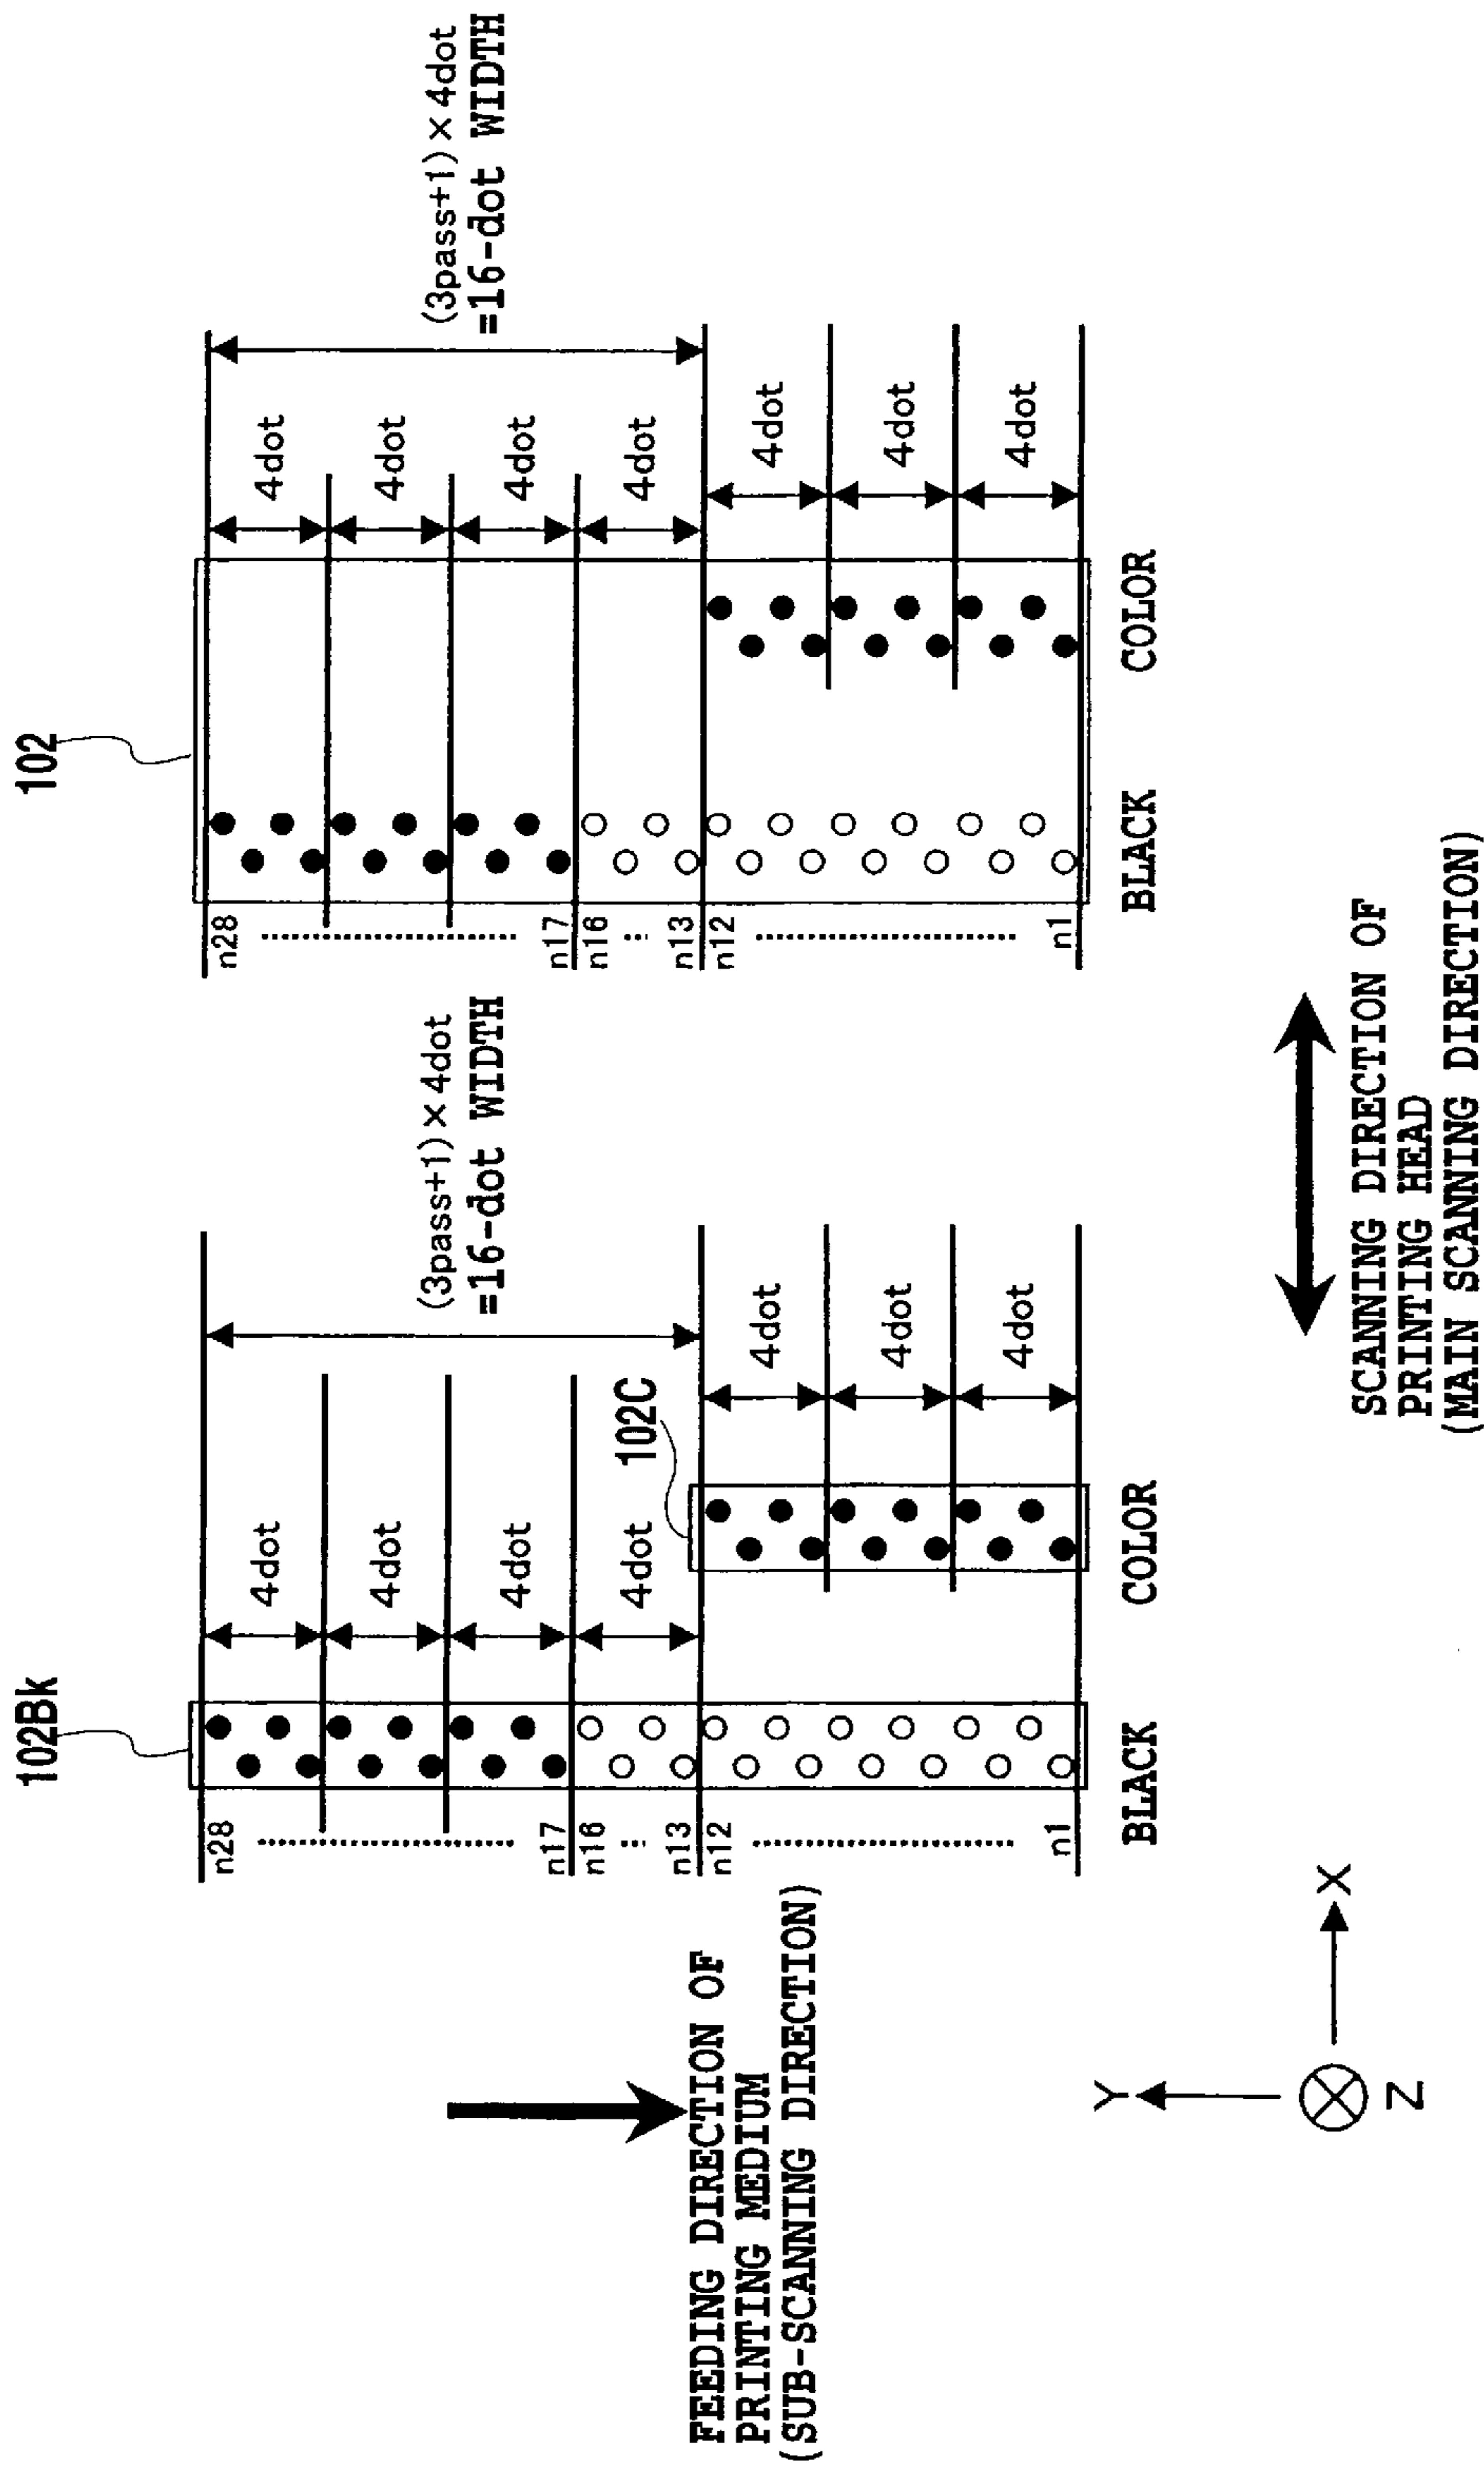 102Bk
102C
102
n28
n17
n16
n13
n12
n1
4dot
4dot
4dot
4dot
4dot
4dot
4dot
(3pass+1)×4dot
=16-dot WIDTH
BLACK
COLOR
n28
n17
n16
n13
n12
n1
4dot
4dot
4dot
4dot
4dot
4dot
4dot
(3pass+1)×4dot
=16-dot WIDTH
BLACK
COLOR
FEEDING DIRECTION OF
PRINTING MEDIUM
(SUB-SCANNING DIRECTION)
Y
X
Z
SCANNING DIRECTION OF
PRINTING HEAD
(MAIN SCANNING DIRECTION)